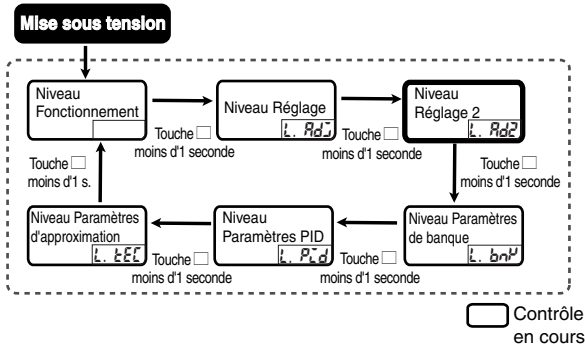 Mise sous tension
Niveau
Fonctionnement
Touche
moins d'1 seconde
Niveau Réglage
L. AdJ
Touche
moins d'1 seconde
Niveau
Réglage 2
L. Ad2
Touche
moins d'1 seconde
Niveau Paramètres
de banque
L. bnK
Touche
moins d'1 seconde
Niveau
Paramètres PID
L. PId
Touche
moins d'1 seconde
Niveau Paramètres
d'approximation
L. tEC
Touche
moins d'1 s.
Contrôle
en cours